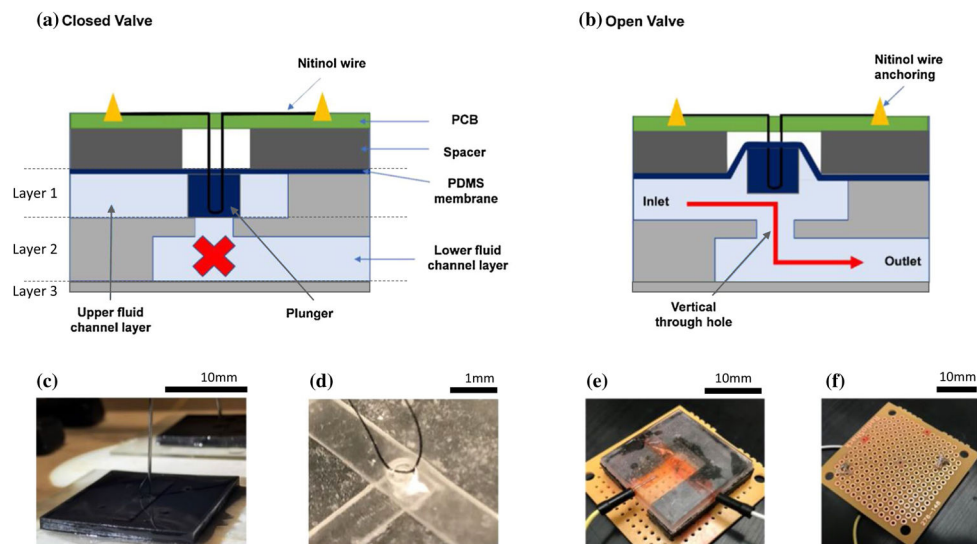 (a) Closed Valve
Nitinol wire
PCB
Spacer
PDMS
membrane
Layer 1
Layer 2
Layer 3
Lower fluid
channel layer
Upper fluid
channel layer
Plunger
(b) Open Valve
Nitinol wire
anchoring
Inlet
Outlet
Vertical
through hole
(c)
10mm
(d)
1mm
(e)
10mm
(f)
10mm